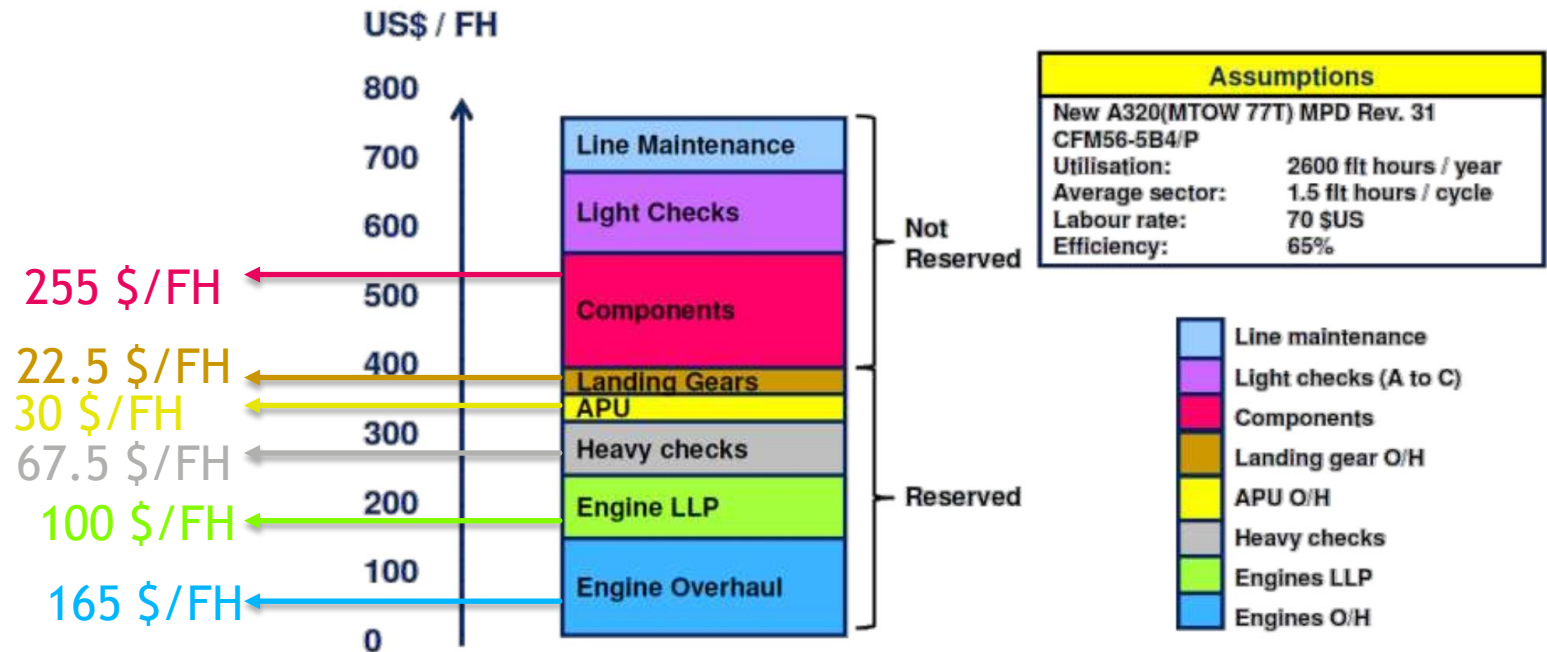 US$ / FH
800
700
600
500
400
300
200
100
0
255 $/FH
22.5 $/FH
30 $/FH
67.5 $/FH
100 $/FH
165 $/FH
Line Maintenance
Light Checks
Components
Landing Gears
APU
Heavy checks
Engine LLP
Engine Overhaul
Not
Reserved
Reserved
Assumptions
New A320(MTOW 77T) MPD Rev. 31
CFM56-5B4/P
Utilisation: 2600 flt hours / year
Average sector: 1.5 flt hours / cycle
Labour rate: 70 $US
Efficiency: 65%
Line maintenance
Light checks (A to C)
Components
Landing gear O/H
APU O/H
Heavy checks
Engines LLP
Engines O/H